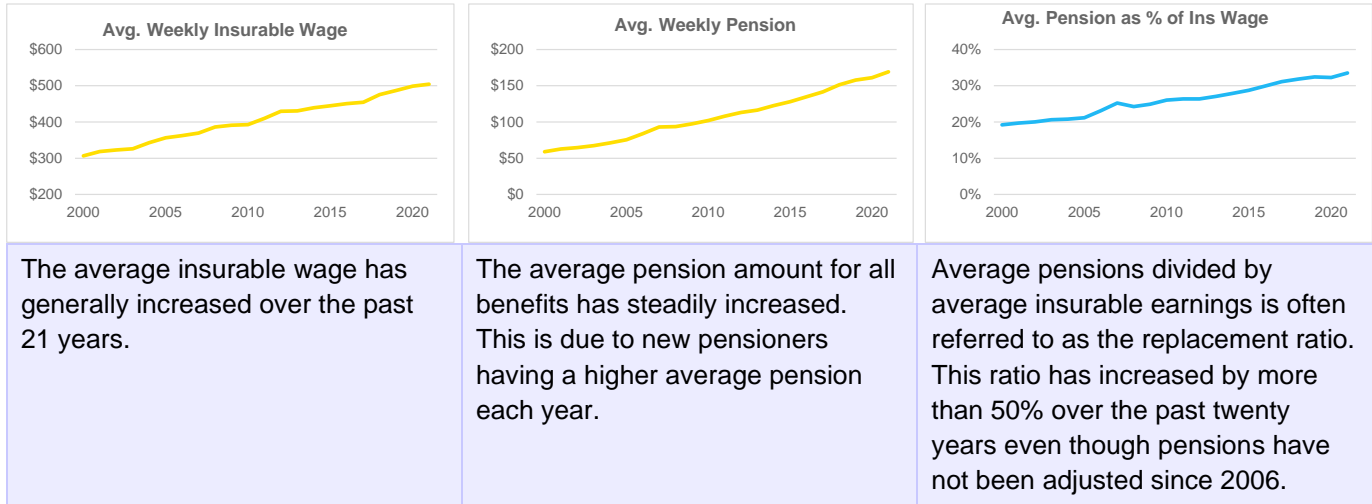 Avg. Weekly Insurable Wage
$600
$500
$400
$300
$200
2000 2005 2010 2015 2020
The average insurable wage has
generally increased over the past
21 years.
Avg. Weekly Pension
$200
$150
$100
$50
$0
2000 2005 2010 2015 2020
The average pension amount for all
benefits has steadily increased.
This is due to new pensioners
having a higher average pension
each year.
Avg. Pension as % of Ins Wage
40%
30%
20%
10%
0%
2000 2005 2010 2015 2020
Average pensions divided by
average insurable earnings is often
referred to as the replacement ratio.
This ratio has increased by more
than 50% over the past twenty
years even though pensions have
not been adjusted since 2006.